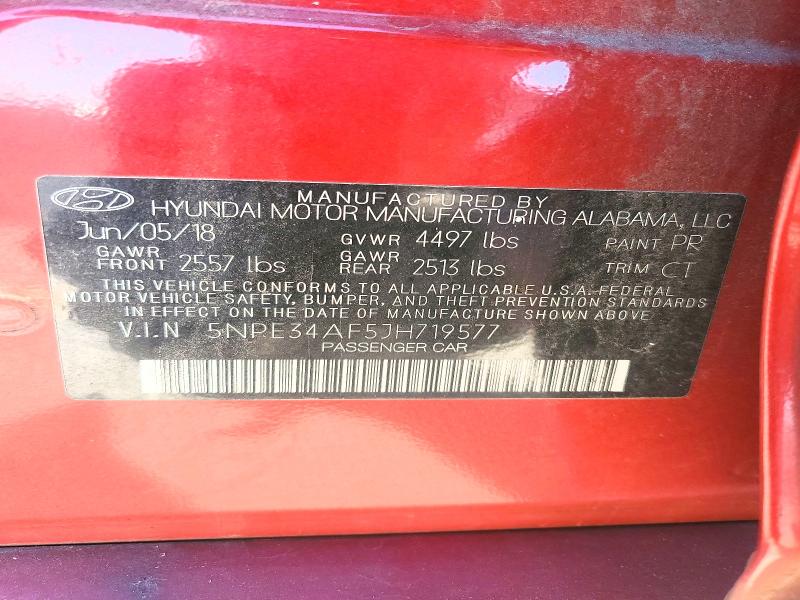 MANUFACTURED BY
HYUNDAI MOTOR MANUFACTURING ALABAMA, LLC
Jun/05/18 GVWR 4497 lbs PAINT PR
GAWR FRONT 2557 lbs GAWR REAR 2513 lbs TRIM CT
THIS VEHICLE CONFORMS TO ALL APPLICABLE U.S.A. FEDERAL
MOTOR VEHICLE SAFETY, BUMPER, AND THEFT PREVENTION STANDARDS
IN EFFECT ON THE DATE OF MANUFACTURE SHOWN ABOVE
V.I.N 5NPE34AF5JH719577
PASSENGER CAR